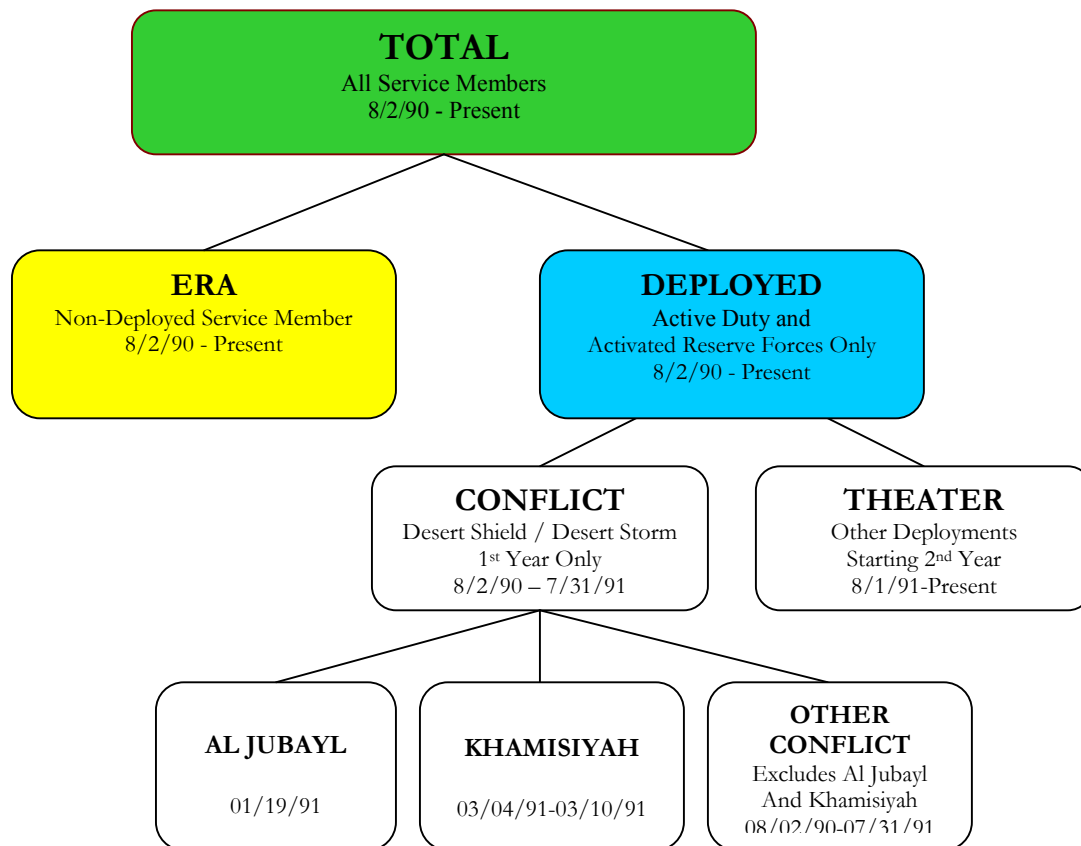 TOTAL
All Service Members
8/2/90 - Present
ERA
Non-Deployed Service Member
8/2/90 - Present
DEPLOYED
Active Duty and
Activated Reserve Forces Only
8/2/90 - Present
CONFLICT
Desert Shield / Desert Storm
1st Year Only
8/2/90 – 7/31/91
THEATER
Other Deployments
Starting 2nd Year
8/1/91-Present
AL JUBAYL
01/19/91
KHAMISIYAH
03/04/91-03/10/91
OTHER
CONFLICT
Excludes Al Jubayl
And Khamisiyah
08/02/90-07/31/91